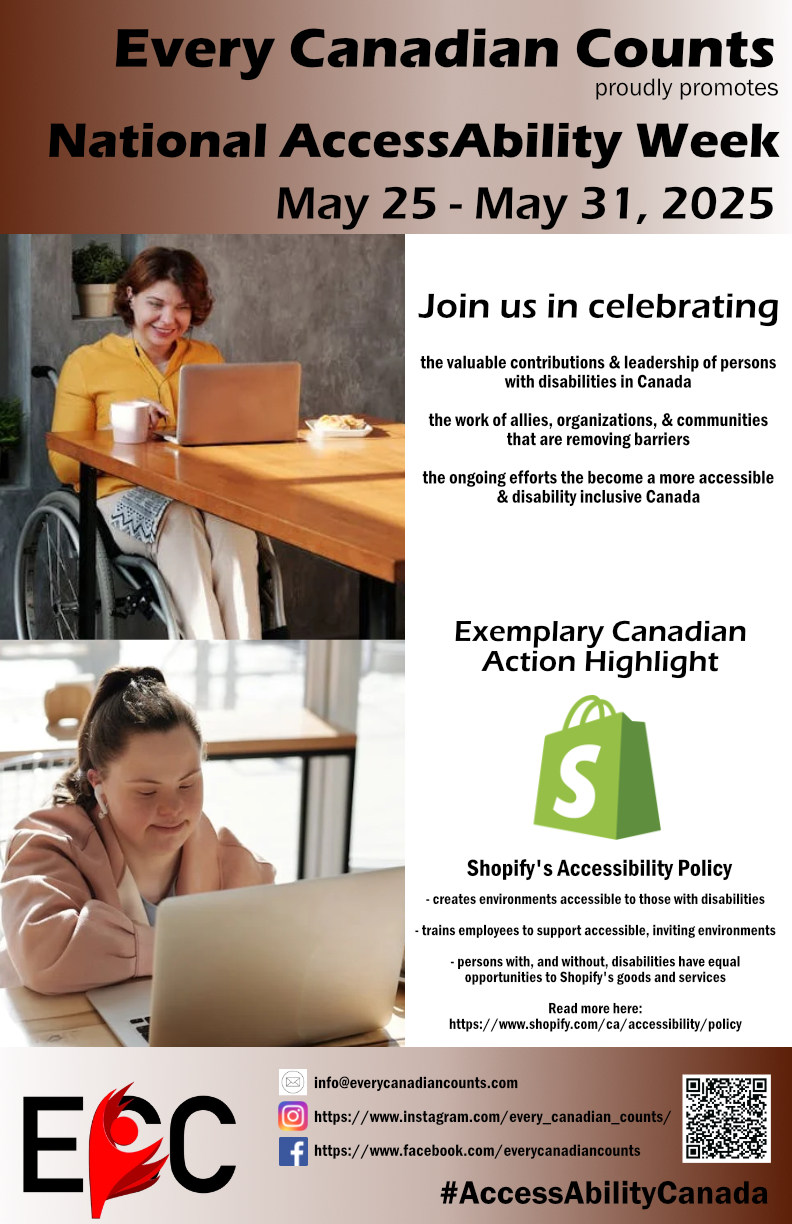 Every Canadian Counts
proudly promotes
National AccessAbility Week
May 25 - May 31, 2025
Join us in celebrating
the valuable contributions & leadership of persons
with disabilities in Canada
the work of allies, organizations, & communities
that are removing barriers
the ongoing efforts the become a more accessible
& disability inclusive Canada
Exemplary Canadian
Action Highlight
S
Shopify's Accessibility Policy
- creates environments accessible to those with disabilities
- trains employees to support accessible, inviting environments
- persons with, and without, disabilities have equal
opportunities to Shopify's goods and services
Read more here:
https://www.shopify.com/ca/accessibility/policy
ECC
info@everycanadiancounts.com
https://www.instagram.com/every_canadian_counts/
https://www.facebook.com/everycanadiancounts
#AccessAbilityCanada